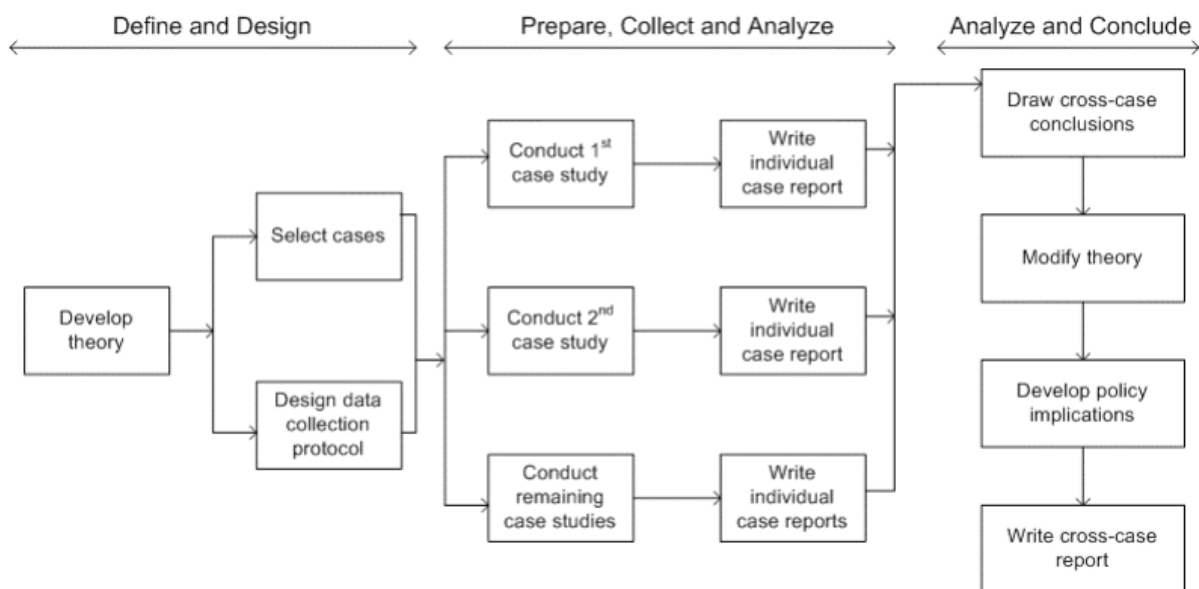 Define and Design
Prepare, Collect and Analyze
Analyze and Conclude
Develop
theory
Select cases
Design data
collection
protocol
Conduct 1st
case study
Write
individual
case report
Conduct 2nd
case study
Write
individual
case report
Conduct
remaining
case studies
Write
individual
case reports
Draw cross-case
conclusions
Modify theory
Develop policy
implications
Write cross-case
report